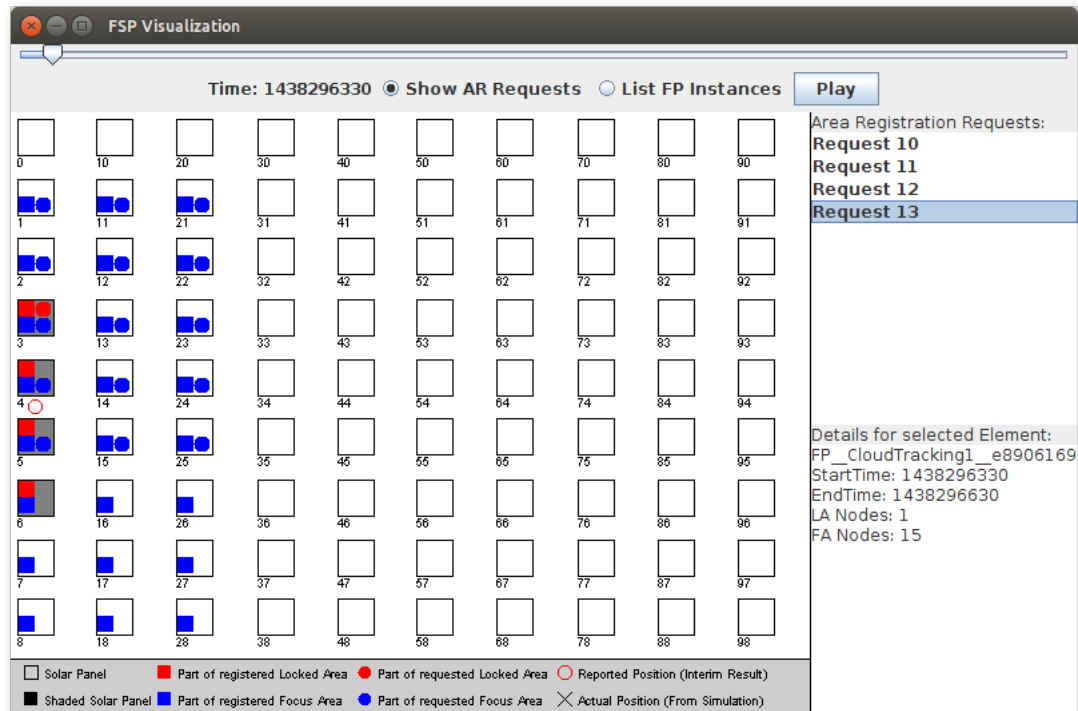 FSP Visualization
Time: 1438296330 Show AR Requests List FP Instances Play
Area Registration Requests:
Request 10
Request 11
Request 12
Request 13
0 10 20 30 40 50 60 70 80 90
1 11 21 31 41 51 61 71 81 91
2 12 22 32 42 52 62 72 82 92
3 13 23 33 43 53 63 73 83 93
4 14 24 34 44 54 64 74 84 94
5 15 25 35 45 55 65 75 85 95
6 16 26 36 46 56 66 76 86 96
7 17 27 37 47 57 67 77 87 97
8 18 28 38 48 58 68 78 88 98
Details for selected Element:
FP__CloudTracking1__e8906169
StartTime: 1438296330
EndTime: 1438296630
LA Nodes: 1
FA Nodes: 15
Solar Panel Part of registered Locked Area Part of requested Locked Area Reported Position (Interim Result)
Shaded Solar Panel Part of registered Focus Area Part of requested Focus Area Actual Position (From Simulation)